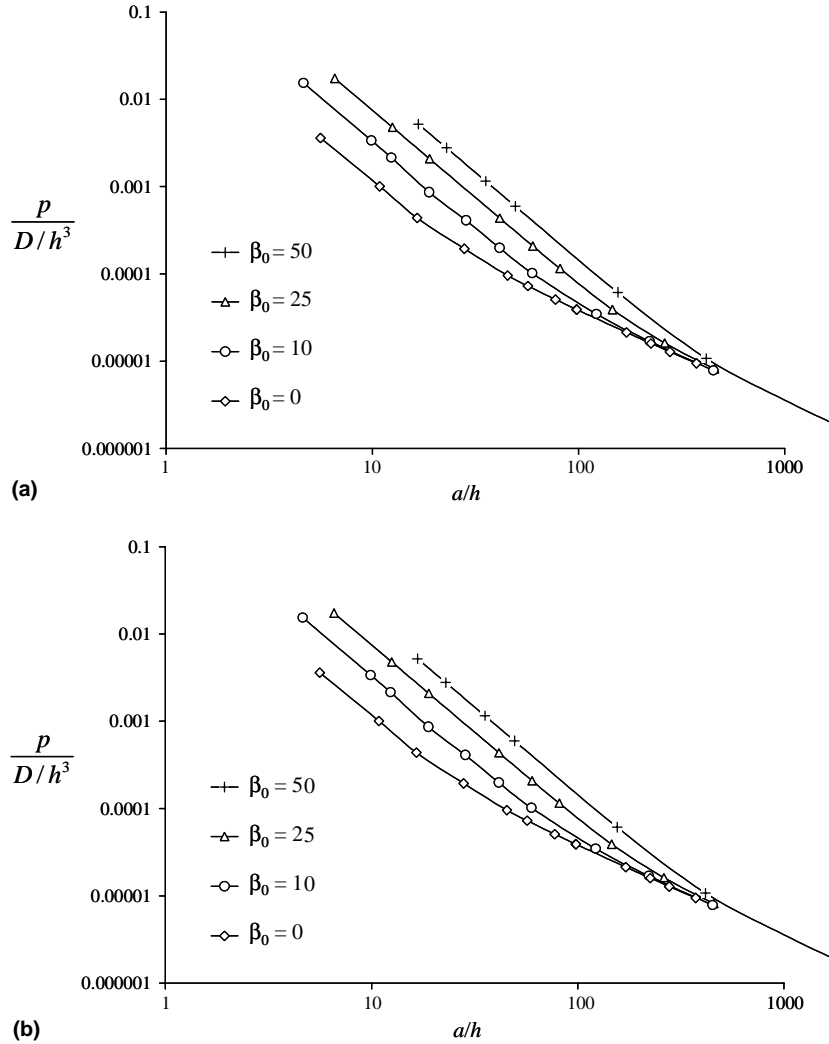 0.1
0.01
0.001
p
D/h³
0.0001
0.00001
0.000001
β₀ = 50
β₀ = 25
β₀ = 10
β₀ = 0
1
10
100
1000
a/h
(a)
0.1
0.01
0.001
p
D/h³
0.0001
0.00001
0.000001
β₀ = 50
β₀ = 25
β₀ = 10
β₀ = 0
1
10
100
1000
a/h
(b)